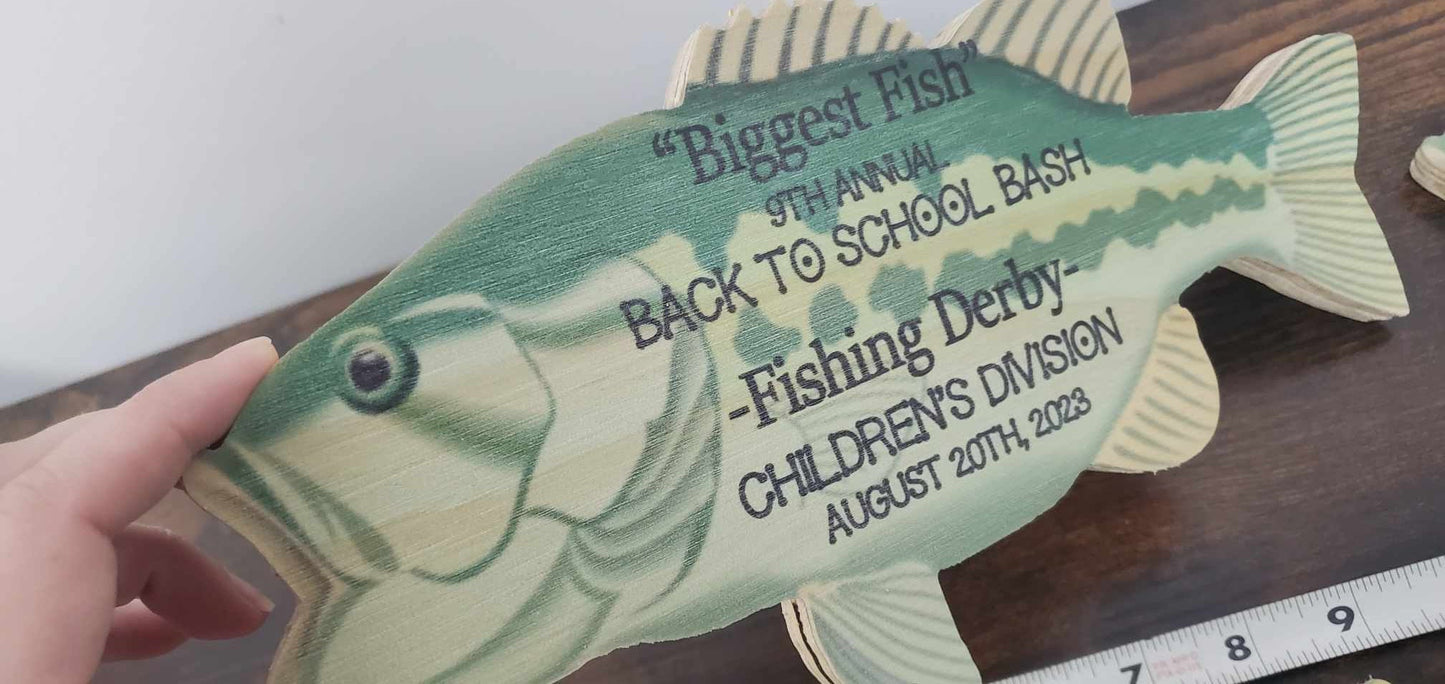 "Biggest Fish"
9TH ANNUAL
BACK TO SCHOOL BASH
-Fishing Derby-
CHILDREN'S DIVISION
AUGUST 20TH, 2023
7 8 9